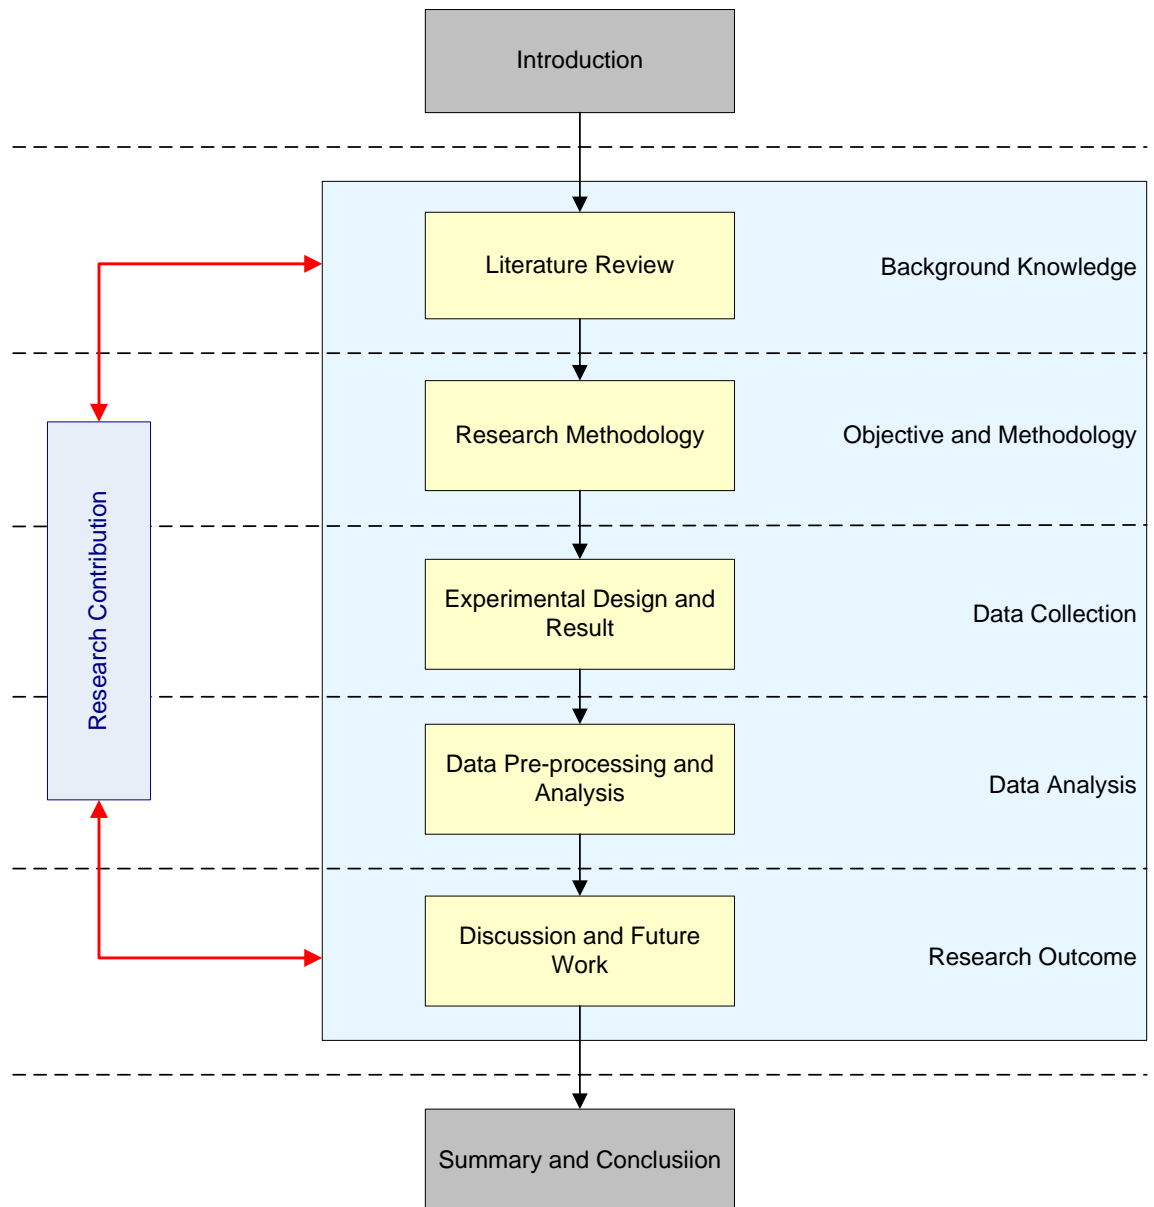 Introduction
Literature Review
Background Knowledge
Research Methodology
Objective and Methodology
Research Contribution
Experimental Design and
Result
Data Collection
Data Pre-processing and
Analysis
Data Analysis
Discussion and Future
Work
Research Outcome
Summary and Conclusiion